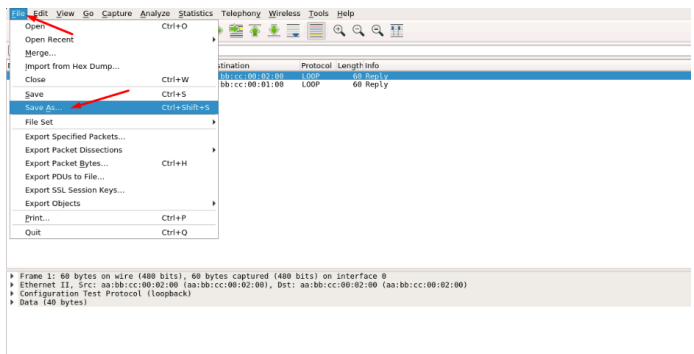 File Edit View Go Capture Analyze Statistics Telephony Wireless Tools Help
Open Ctrl+O
Open Recent
Merge...
Import from Hex Dump...
Close Ctrl+W
Save Ctrl+S
Save As... Ctrl+Shift+S
File Set
Export Specified Packets...
Export Packet Dissections
Export Packet Bytes... Ctrl+H
Export PDUs to File...
Export SSL Session Keys...
Export Objects
Print... Ctrl+P
Quit Ctrl+Q
stination Protocol Length Info
:bb:cc:00:02:00 LOOP 60 Reply
:bb:cc:00:01:00 LOOP 60 Reply
Frame 1: 60 bytes on wire (480 bits), 60 bytes captured (480 bits) on interface 0
Ethernet II, Src: aa:bb:cc:00:02:00 (aa:bb:cc:00:02:00), Dst: aa:bb:cc:00:02:00 (aa:bb:cc:00:02:00)
Configuration Test Protocol (loopback)
Data (40 bytes)